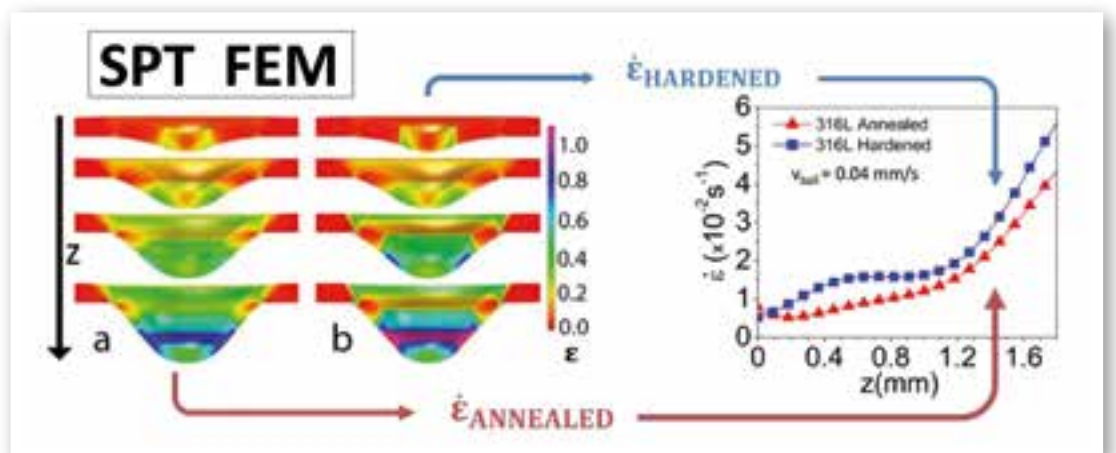 SPT FEM
ε̇HARDENED
z
a
b
1.0
0.8
0.6
0.4
0.2
0.0
ε
6
5
4
3
2
1
0
ε̇ (×10⁻²s⁻¹)
316L Annealed
316L Hardened
vball = 0.04 mm/s
0 0.4 0.8 1.2 1.6
z(mm)
ε̇ANNEALED